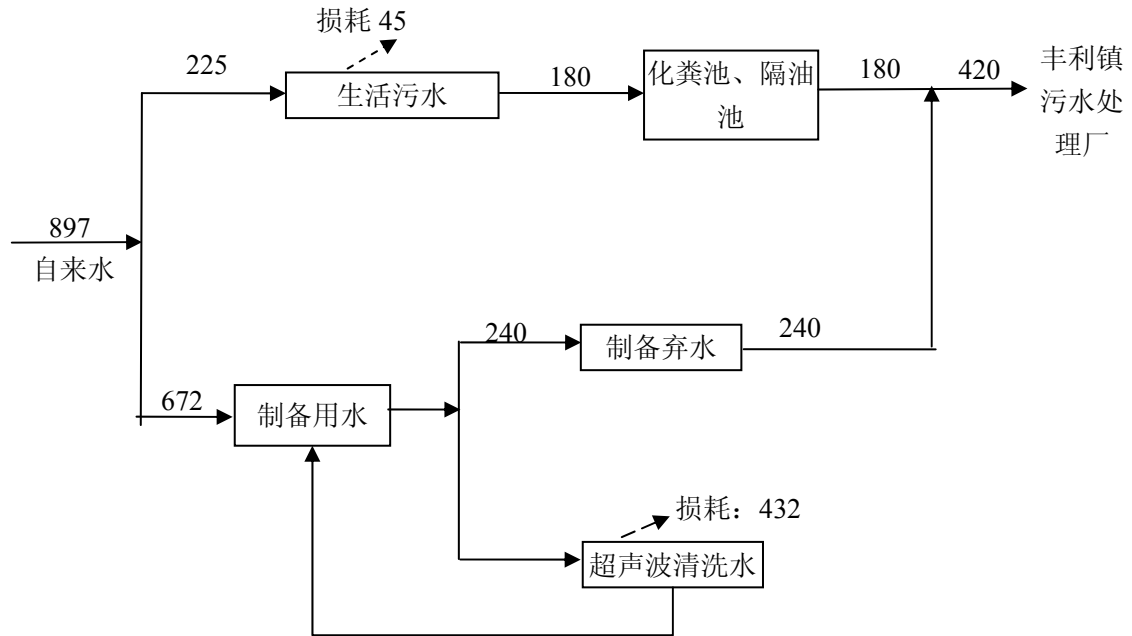 损耗 45
225
生活污水
180
化粪池、隔油
池
180
420
丰利镇
污水处
理厂
897
自来水
240
制备弃水
240
672
制备用水
损耗：432
超声波清洗水